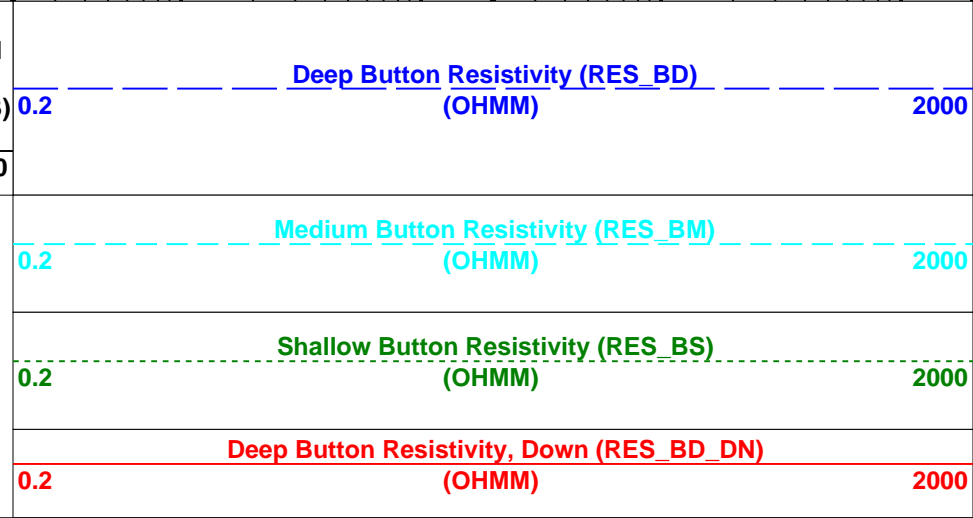 Deep Button Resistivity (RES_BD)
0.2 (OHMM) 2000
Medium Button Resistivity (RES_BM)
0.2 (OHMM) 2000
Shallow Button Resistivity (RES_BS)
0.2 (OHMM) 2000
Deep Button Resistivity, Down (RES_BD_DN)
0.2 (OHMM) 2000